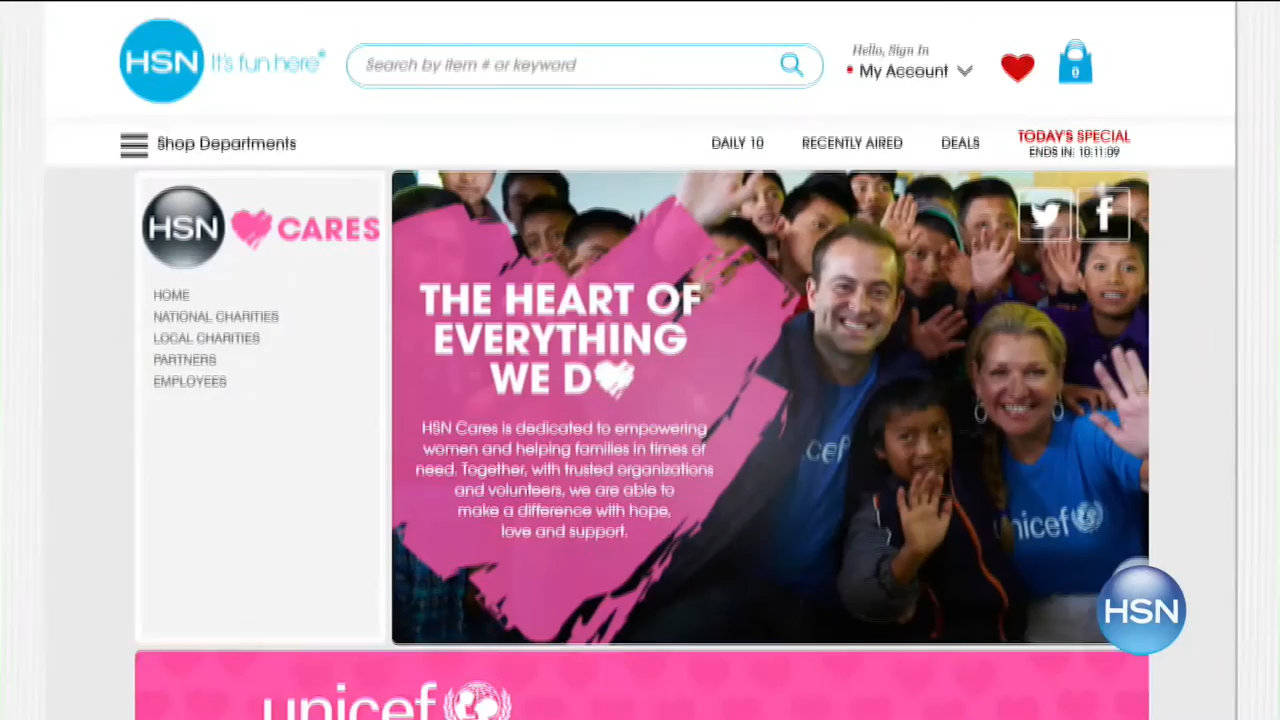 HSN It's fun here®
Search by item # or keyword
Hello, Sign In
My Account
0
Shop Departments
DAILY 10
RECENTLY AIRED
DEALS
TODAY'S SPECIAL
ENDS IN: 10:11:09
HSN CARES
HOME
NATIONAL CHARITIES
LOCAL CHARITIES
PARTNERS
EMPLOYEES
THE HEART OF
EVERYTHING
WE D
HSN Cares is dedicated to empowering
women and helping families in times of
need. Together, with trusted organizations
and volunteers, we are able to
make a difference with hope,
love and support.
unicef
HSN
unicef